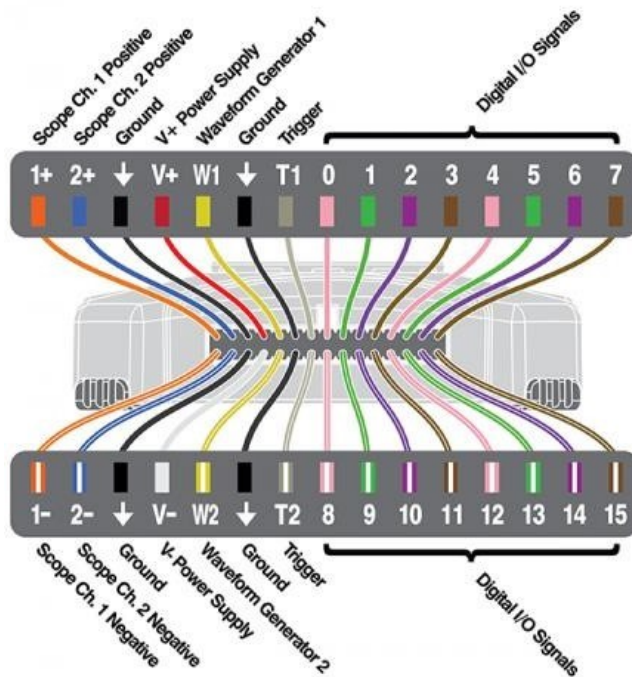 Scope Ch. 1 Positive
Scope Ch. 2 Positive
Ground
V+ Power Supply
Waveform Generator 1
Ground
Trigger
Digital I/O Signals
1+ 2+ ↓ V+ W1 ↓ T1 0 1 2 3 4 5 6 7
1- 2- ↓ V- W2 ↓ T2 8 9 10 11 12 13 14 15
Scope Ch. 1 Negative
Scope Ch. 2 Negative
Ground
V- Power Supply
Waveform Generator 2
Ground
Trigger
Digital I/O Signals